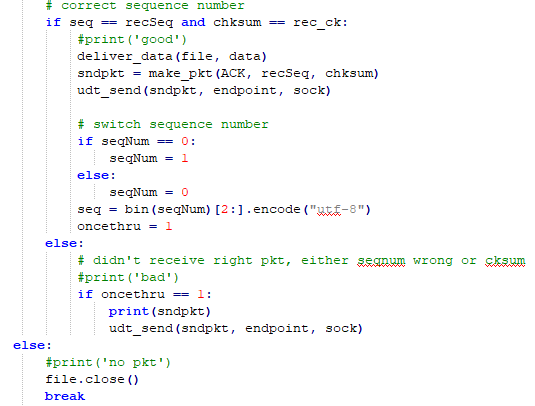 # correct sequence number
if seq == recSeq and chksum == rec_ck:
#print('good')
deliver_data(file, data)
sndpkt = make_pkt(ACK, recSeq, chksum)
udt_send(sndpkt, endpoint, sock)
# switch sequence number
if seqNum == 0:
seqNum = 1
else:
seqNum = 0
seq = bin(seqNum)[2:].encode("utf-8")
oncethru = 1
else:
# didn't receive right pkt, either seqnum wrong or cksum
#print('bad')
if oncethru == 1:
print(sndpkt)
udt_send(sndpkt, endpoint, sock)
else:
#print('no pkt')
file.close()
break